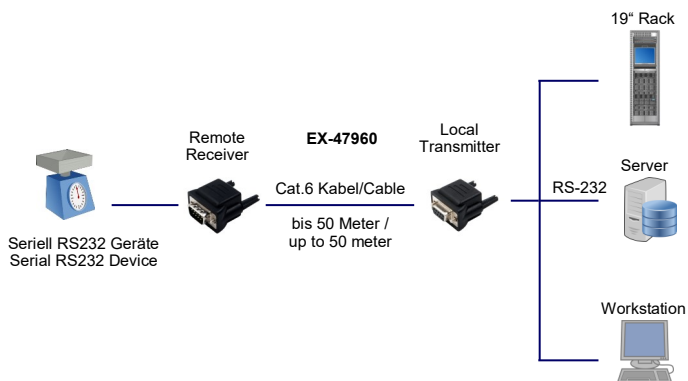 19“ Rack
Remote
Receiver
EX-47960
Local
Transmitter
Cat.6 Kabel/Cable
RS-232
Server
bis 50 Meter /
up to 50 meter
Seriell RS232 Geräte
Serial RS232 Device
Workstation